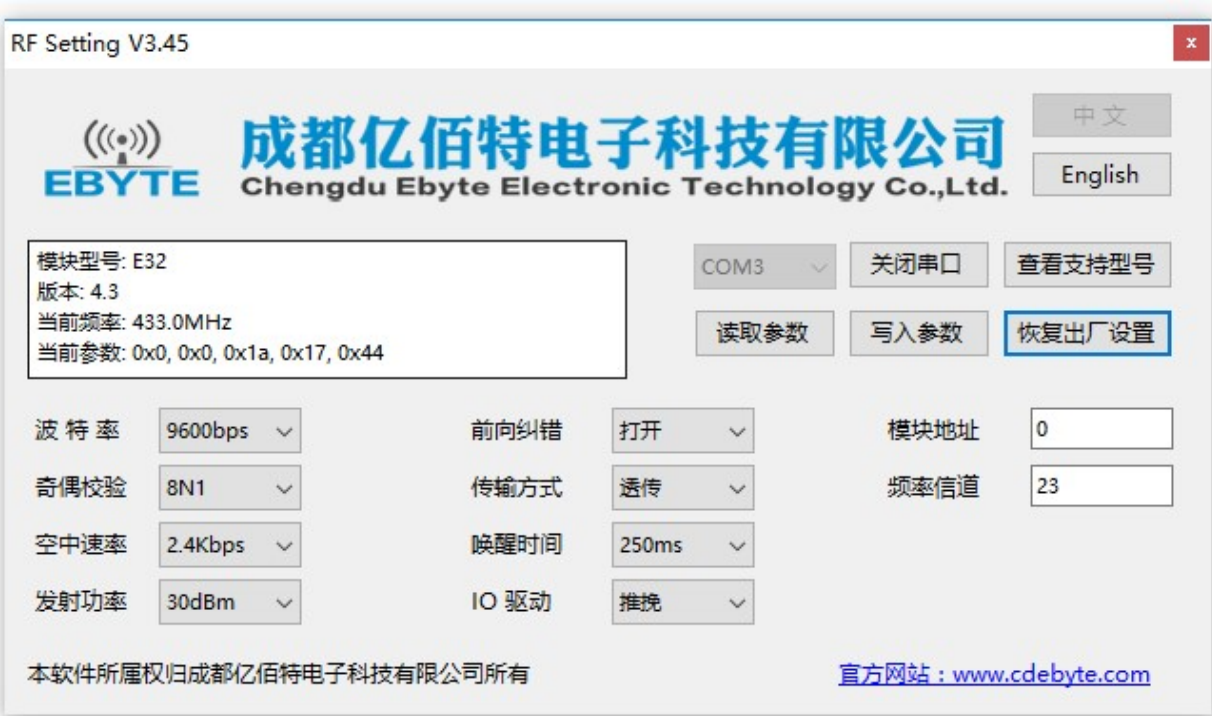 RF Setting V3.45
x
中 文
EBYTE
成都亿佰特电子科技有限公司
Chengdu Ebyte Electronic Technology Co.,Ltd.
English
模块型号: E32
版本: 4.3
当前频率: 433.0MHz
当前参数: 0x0, 0x0, 0x1a, 0x17, 0x44
COM3 关闭串口 查看支持型号
读取参数 写入参数 恢复出厂设置
波 特 率 9600bps 前向纠错 打开 模块地址 0
奇偶校验 8N1 传输方式 透传 频率信道 23
空中速率 2.4Kbps 唤醒时间 250ms
发射功率 30dBm IO 驱动 推挽
本软件所属权归成都亿佰特电子科技有限公司所有 官方网站：www.cdebyte.com